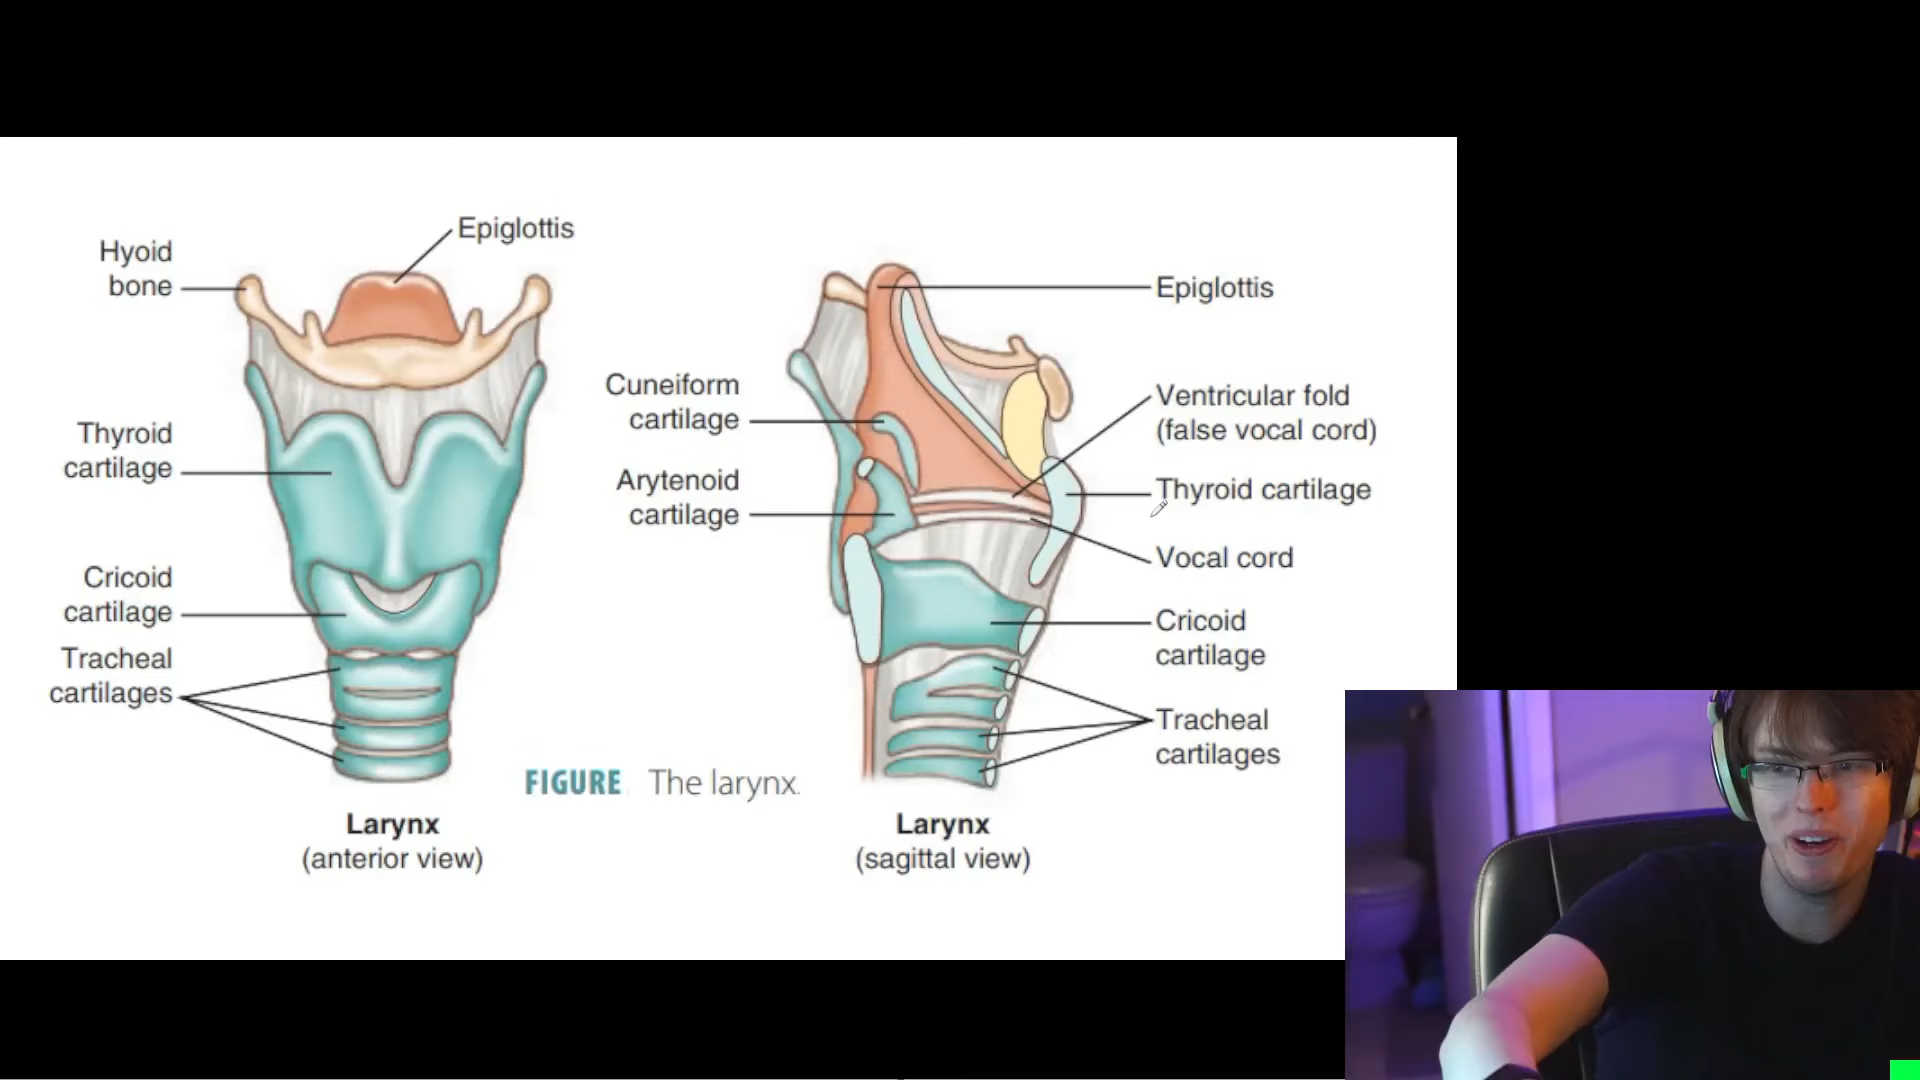 Epiglottis
Hyoid
bone
Thyroid
cartilage
Cricoid
cartilage
Tracheal
cartilages
Larynx
(anterior view)
FIGURE The larynx.
Cuneiform
cartilage
Arytenoid
cartilage
Epiglottis
Ventricular fold
(false vocal cord)
Thyroid cartilage
Vocal cord
Cricoid
cartilage
Tracheal
cartilages
Larynx
(sagittal view)